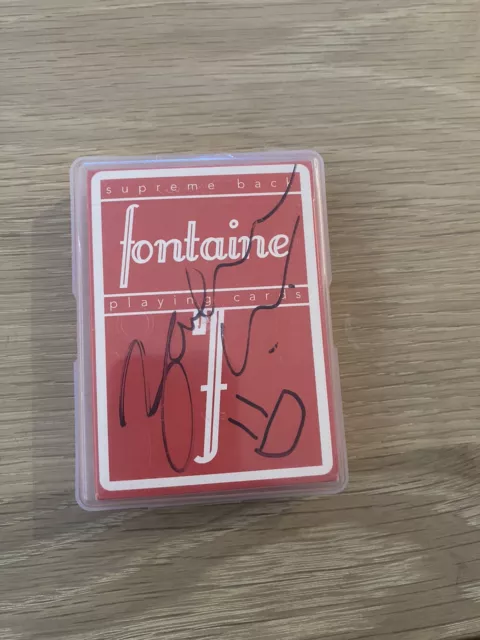 supreme back
fontaine
playing cards
f